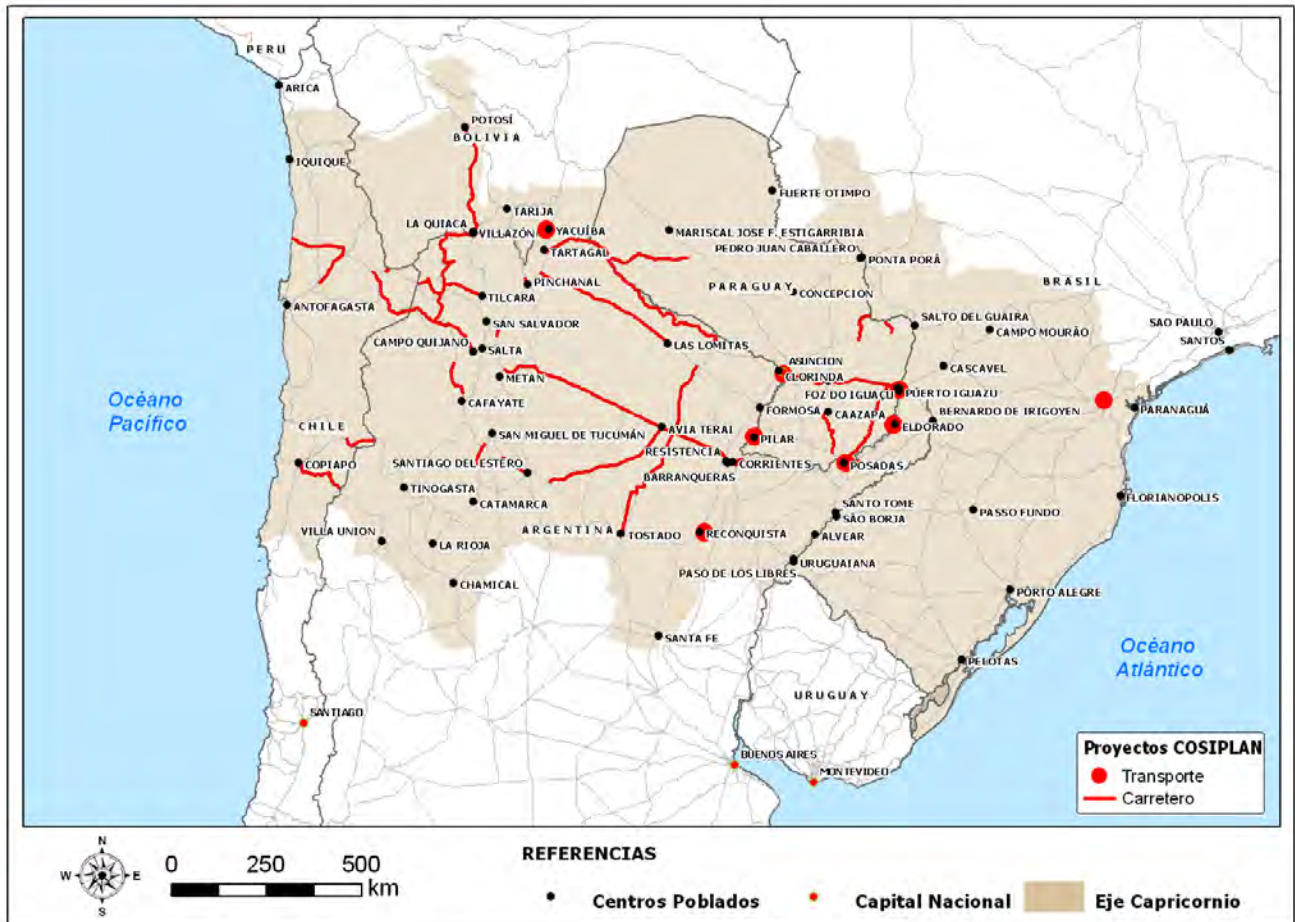 PERU
ARICA
POTOSÍ
BOLIVIA
IQUIQUE
FUERTE OTIMPO
TARIJA
LA QUIACA
VILLAZÓN
YACUÍBA
MARISCAL JOSE F. ESTIGARRIBIA
TARTAGAL
PEDRO JUAN CABALLERO
PONTA PORÃ
PINCHANAL
PARAGUAY
CONCEPCION
BRASIL
ANTOFAGASTA
TILCARA
SAN SALVADOR
SALTO DEL GUAIRA
CAMPO MOURÃO
SAO PAULO
SANTOS
CAMPO QUIJANO
SALTA
LAS LOMITAS
ASUNCION
CLORINDA
CASCAVEL
METAN
FOZ DO IGUAÇU
PUERTO IGUAZU
Océano
Pacífico
CAFAYATE
FORMOSA
CAAZAPA
BERNARDO DE IRIGOYEN
PARANAGUÁ
CHILE
SAN MIGUEL DE TUCUMÁN
AVIA TERAI
PILAR
ELDORADO
RESISTENCIA
COPIAPO
SANTIAGO DEL ESTERO
CORRIENTES
POSADAS
BARRANQUERAS
TINOGASTA
CATAMARCA
SANTO TOME
SÃO BORJA
PASSO FUNDO
FLORIANOPOLIS
VILLA UNION
LA RIOJA
ARGENTINA
TOSTADO
RECONQUISTA
ALVEAR
PASO DE LOS LIBRES
URUGUAIANA
CHAMICAL
PÔRTO ALEGRE
SANTA FE
PELOTAS
Océano
Atlántico
URUGUAY
SANTIAGO
BUENOS AIRES
MONTEVIDEO
Proyectos COSIPLAN
Transporte
Carretero
N
W E
S
0 250 500
km
REFERENCIAS
Centros Poblados
Capital Nacional
Eje Capricornio